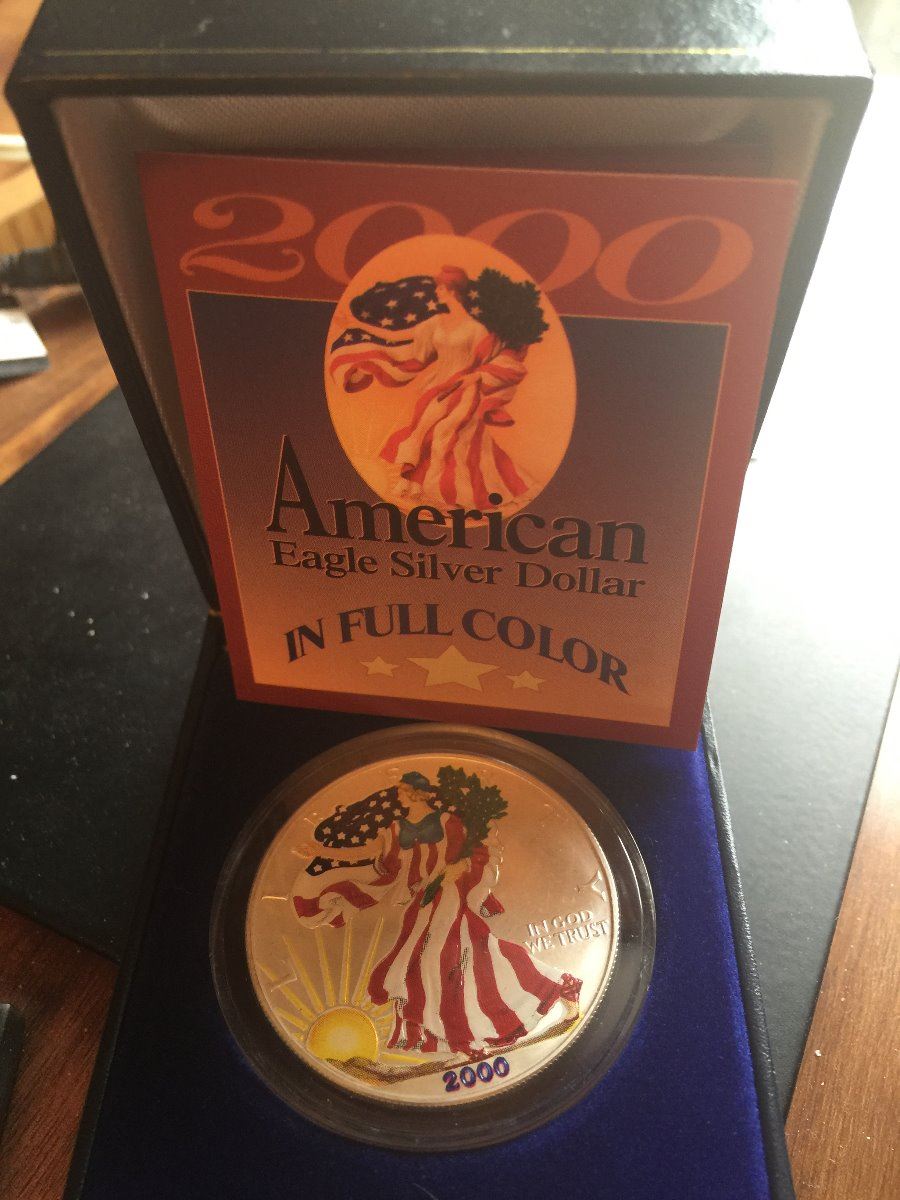 2000
American
Eagle Silver Dollar
IN FULL COLOR
IN GOD
WE TRUST
2000